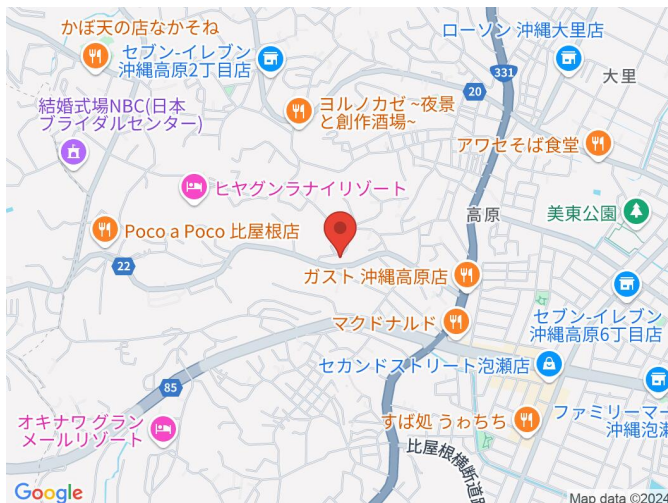 かぼ天の店なかそね
セブン-イレブン
沖縄高原2丁目店
ローソン 沖縄大里店
331
大里
20
結婚式場NBC(日本
ブライダルセンター)
ヨルノカゼ ~夜景
と創作酒場~
アワセそば食堂
ヒヤグンラナイリゾート
高原
美東公園
Poco a Poco 比屋根店
22
ガスト 沖縄高原店
セブン-イレブン
沖縄高原6丁目店
マクドナルド
85
セカンドストリート泡瀬店
オキナワ グラン
メールリゾート
すば処 うゎちち
ファミリーマー
沖縄泡瀬
比屋根横断道路
Google
Map data ©2024